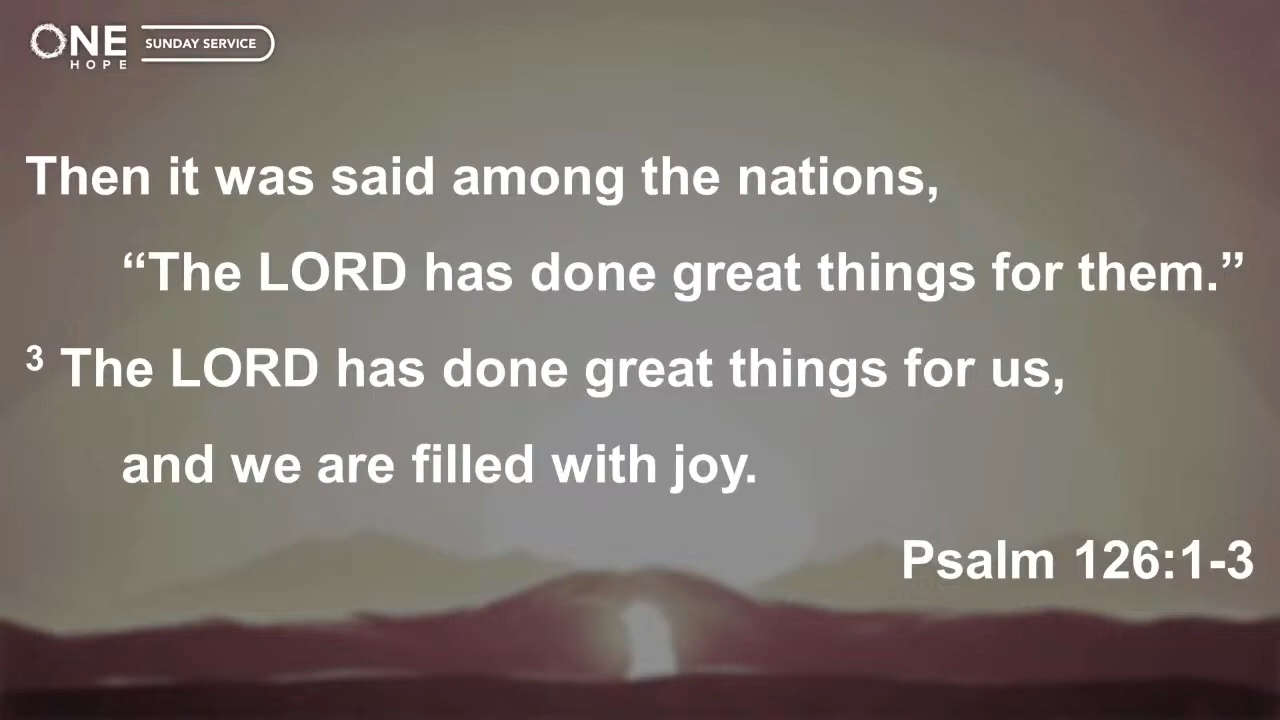 ONE
HOPE
SUNDAY SERVICE
Then it was said among the nations,
“The LORD has done great things for them.”
3 The LORD has done great things for us,
and we are filled with joy.
Psalm 126:1-3